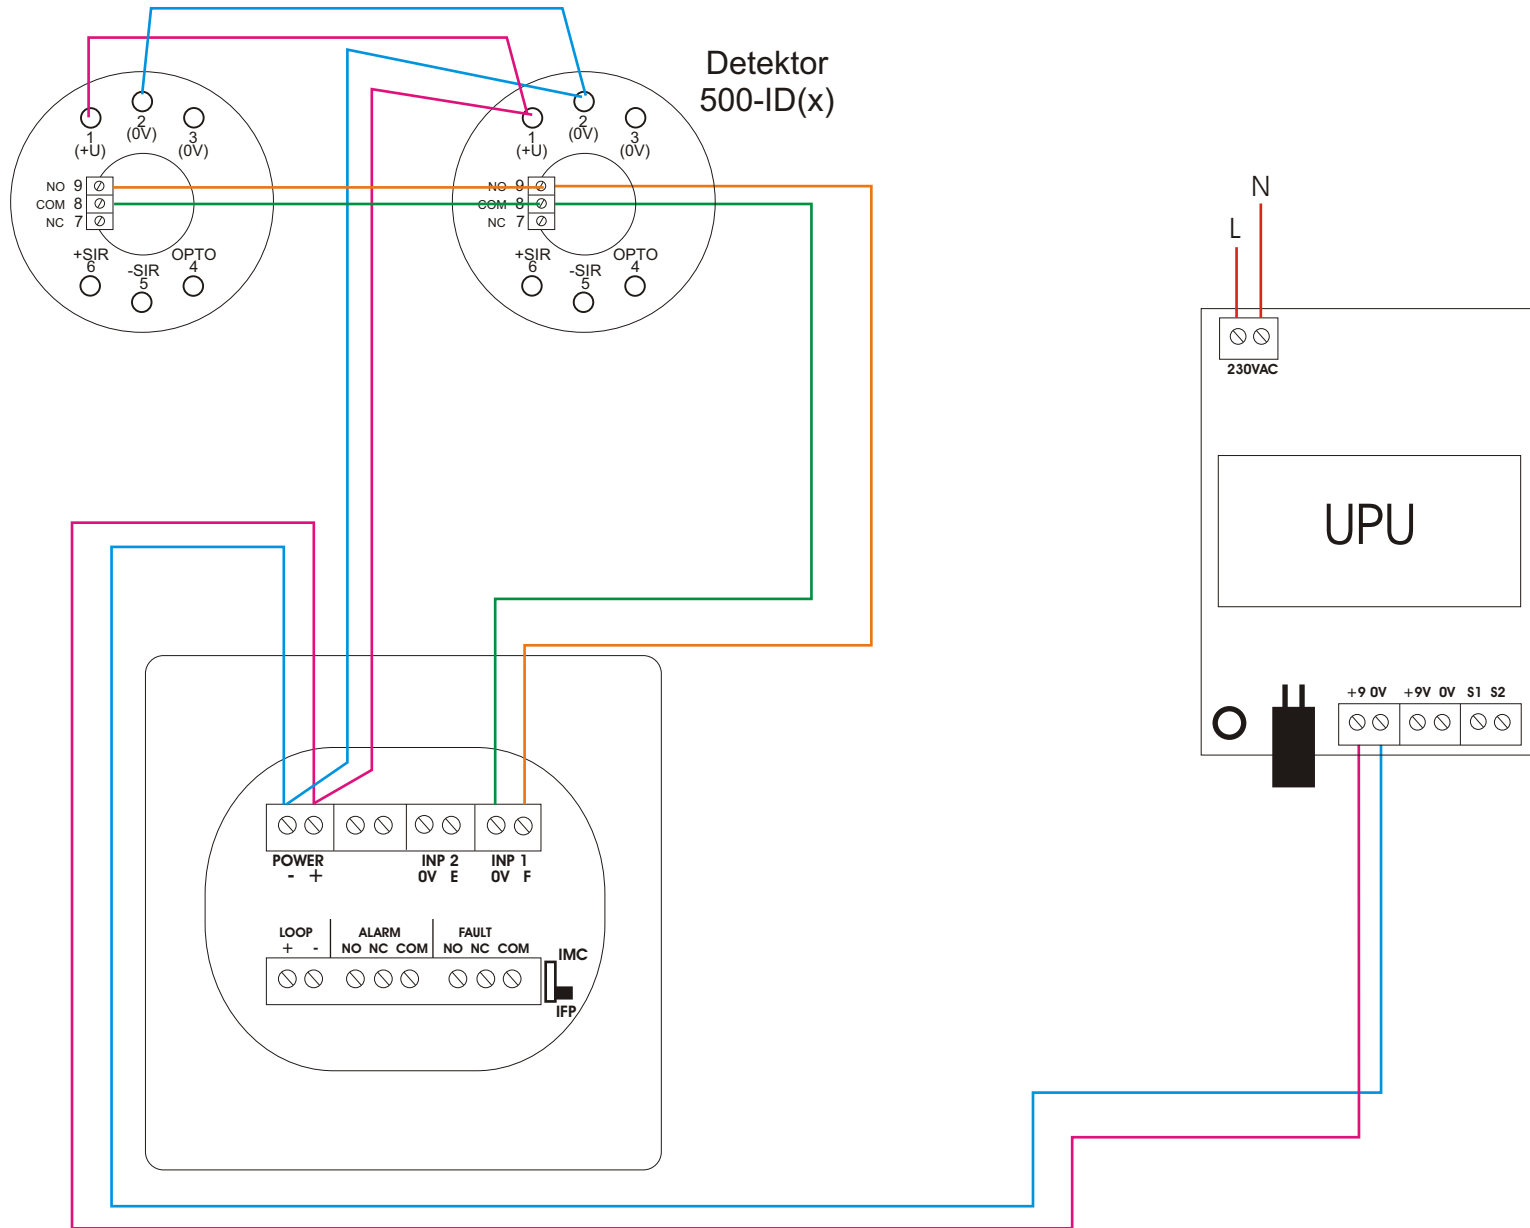 Detektor
500-ID(x)
1
(+U)
2
(0V)
3
(0V)
NO 9
COM 8
NC 7
+SIR
6
-SIR
5
OPTO
4
1
(+U)
2
(0V)
3
(0V)
NO 9
COM 8
NC 7
+SIR
6
-SIR
5
OPTO
4
L
N
230VAC
UPU
+9 0V +9V 0V S1 S2
POWER
- +
INP 2
0V E
INP 1
0V F
LOOP
+ -
ALARM
NO NC COM
FAULT
NO NC COM
IMC
IFP